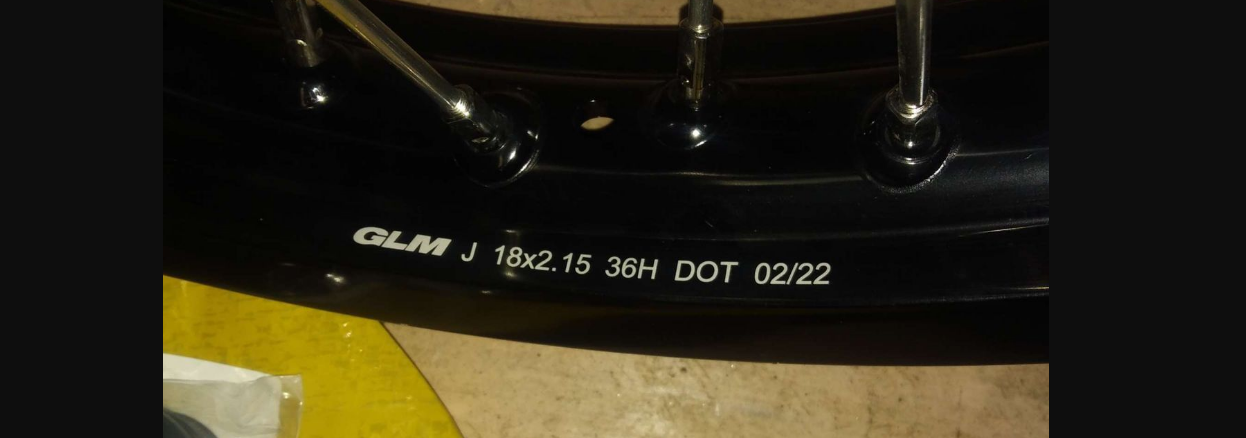 GLM J 18x2.15 36H DOT 02/22